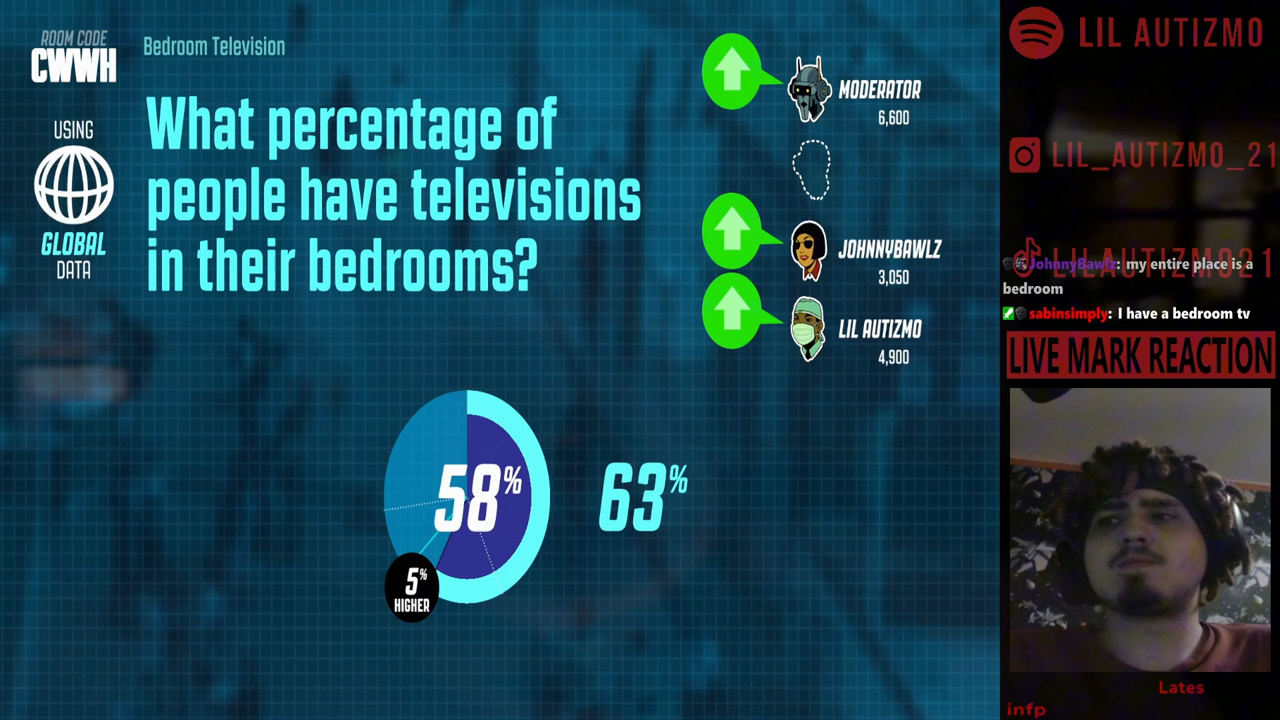 ROOM CODE
CWWH
Bedroom Television
What percentage of
people have televisions
in their bedrooms?
USING
GLOBAL
DATA
MODERATOR
6,600
JOHNNYBAWLZ
3,050
LIL AUTIZMO
4,900
58%
63%
5%
HIGHER
LIL AUTIZMO
LIL_AUTIZMO_21
LILAUTIZMO21
JohnnyBawlz: my entire place is a
bedroom
sabinsimply: I have a bedroom tv
LIVE MARK REACTION
Lates
infp